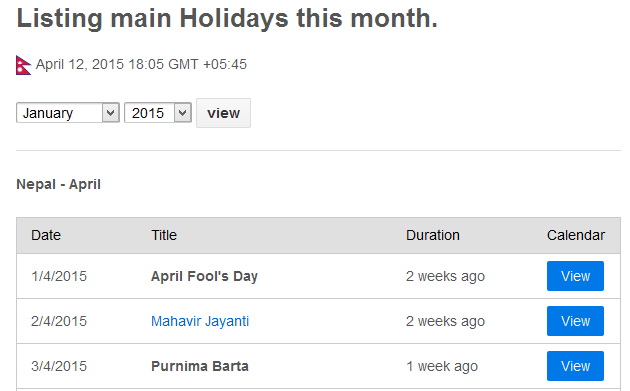 Listing main Holidays this month.
April 12, 2015 18:05 GMT +05:45
January 2015 view
Nepal - April
Date Title Duration Calendar
1/4/2015 April Fool's Day 2 weeks ago View
2/4/2015 Mahavir Jayanti 2 weeks ago View
3/4/2015 Purnima Barta 1 week ago View